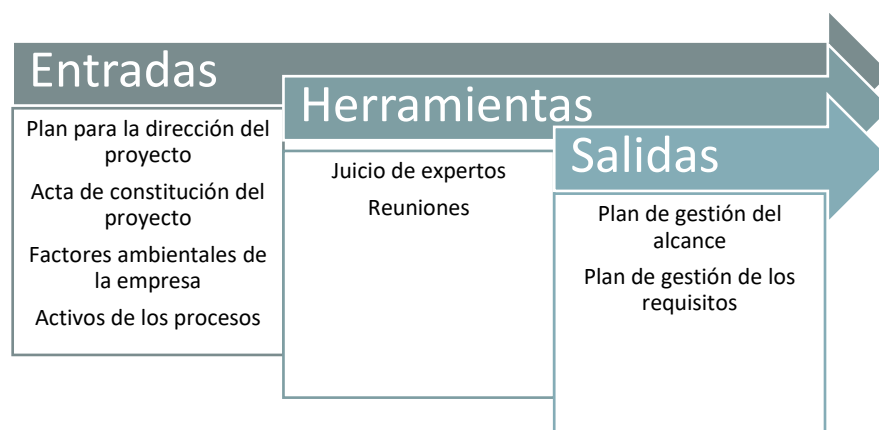 Entradas
Plan para la dirección del
proyecto
Acta de constitución del
proyecto
Factores ambientales de
la empresa
Activos de los procesos
Herramientas
Juicio de expertos
Reuniones
Salidas
Plan de gestión del
alcance
Plan de gestión de los
requisitos